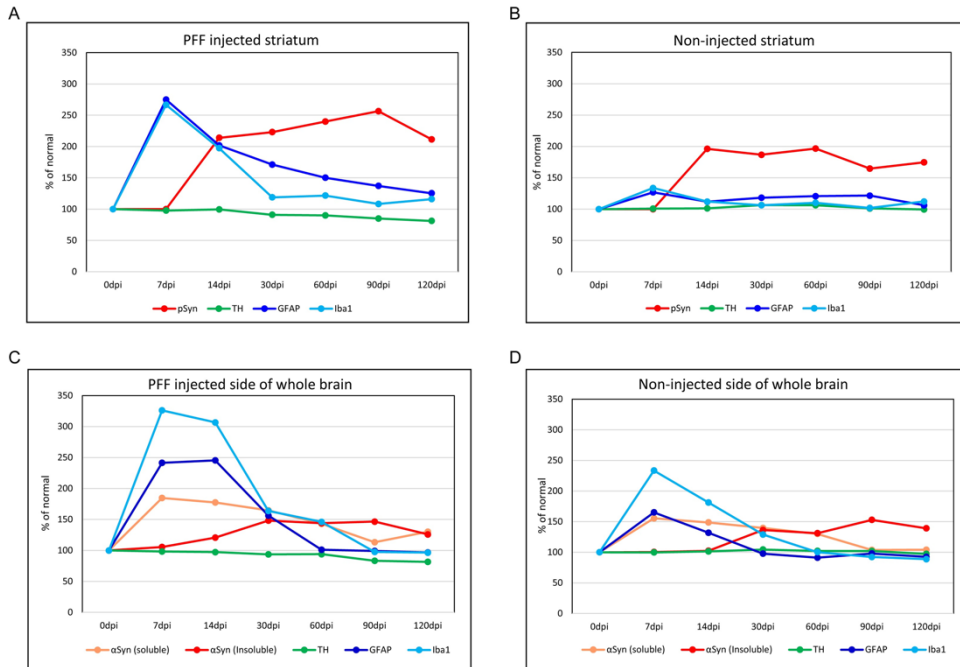 A
PFF injected striatum
350
300
250
200
150
100
50
0
% of normal
0dpi 7dpi 14dpi 30dpi 60dpi 90dpi 120dpi
pSyn TH GFAP Iba1
B
Non-injected striatum
350
300
250
200
150
100
50
0
% of normal
0dpi 7dpi 14dpi 30dpi 60dpi 90dpi 120dpi
pSyn TH GFAP Iba1
C
PFF injected side of whole brain
350
300
250
200
150
100
50
0
% of normal
0dpi 7dpi 14dpi 30dpi 60dpi 90dpi 120dpi
αSyn (soluble) αSyn (Insoluble) TH GFAP Iba1
D
Non-injected side of whole brain
350
300
250
200
150
100
50
0
% of normal
0dpi 7dpi 14dpi 30dpi 60dpi 90dpi 120dpi
αSyn (soluble) αSyn (Insoluble) TH GFAP Iba1